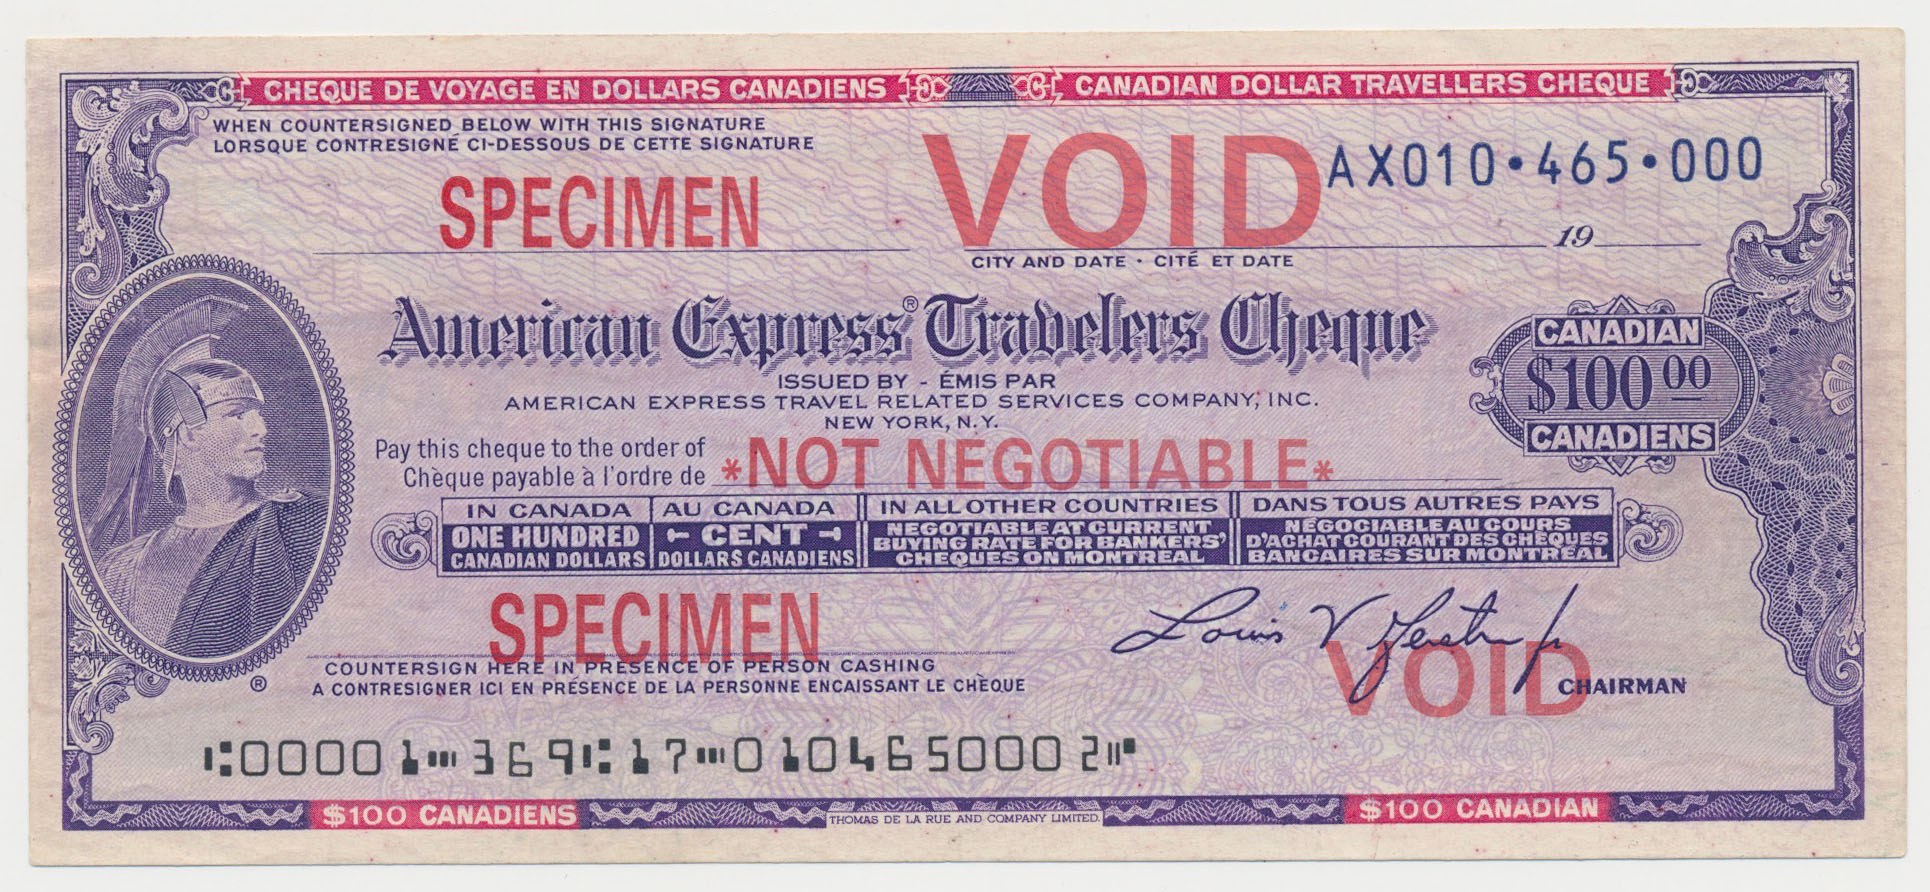 CHEQUE DE VOYAGE EN DOLLARS CANADIENS CANADIAN DOLLAR TRAVELLERS CHEQUE
WHEN COUNTERSIGNED BELOW WITH THIS SIGNATURE
LORSQUE CONTRESIGNÉ CI-DESSOUS DE CETTE SIGNATURE
SPECIMEN
VOID
AX010•465•000
19
CITY AND DATE • CITÉ ET DATE
American Express® Travelers Cheque
ISSUED BY - ÉMIS PAR
AMERICAN EXPRESS TRAVEL RELATED SERVICES COMPANY, INC.
NEW YORK, N.Y.
CANADIAN
$100 00
CANADIENS
Pay this cheque to the order of
Chèque payable à l'ordre de
*NOT NEGOTIABLE*
IN CANADA
ONE HUNDRED
CANADIAN DOLLARS
AU CANADA
CENT
DOLLARS CANADIENS
IN ALL OTHER COUNTRIES
NEGOTIABLE AT CURRENT
BUYING RATE FOR BANKERS'
CHEQUES ON MONTREAL
DANS TOUS AUTRES PAYS
NÉGOCIABLE AU COURS
D'ACHAT COURANT DES CHÈQUES
BANCAIRES SUR MONTRÉAL
SPECIMEN
COUNTERSIGN HERE IN PRESENCE OF PERSON CASHING
A CONTRESIGNER ICI EN PRÉSENCE DE LA PERSONNE ENCAISSANT LE CHÈQUE
®
Louis V Gerstner Jr
VOID
CHAIRMAN
⑆00001⑉369⑆17⑉010465000 2⑈
$100 CANADIENS
THOMAS DE LA RUE AND COMPANY LIMITED.
$100 CANADIAN